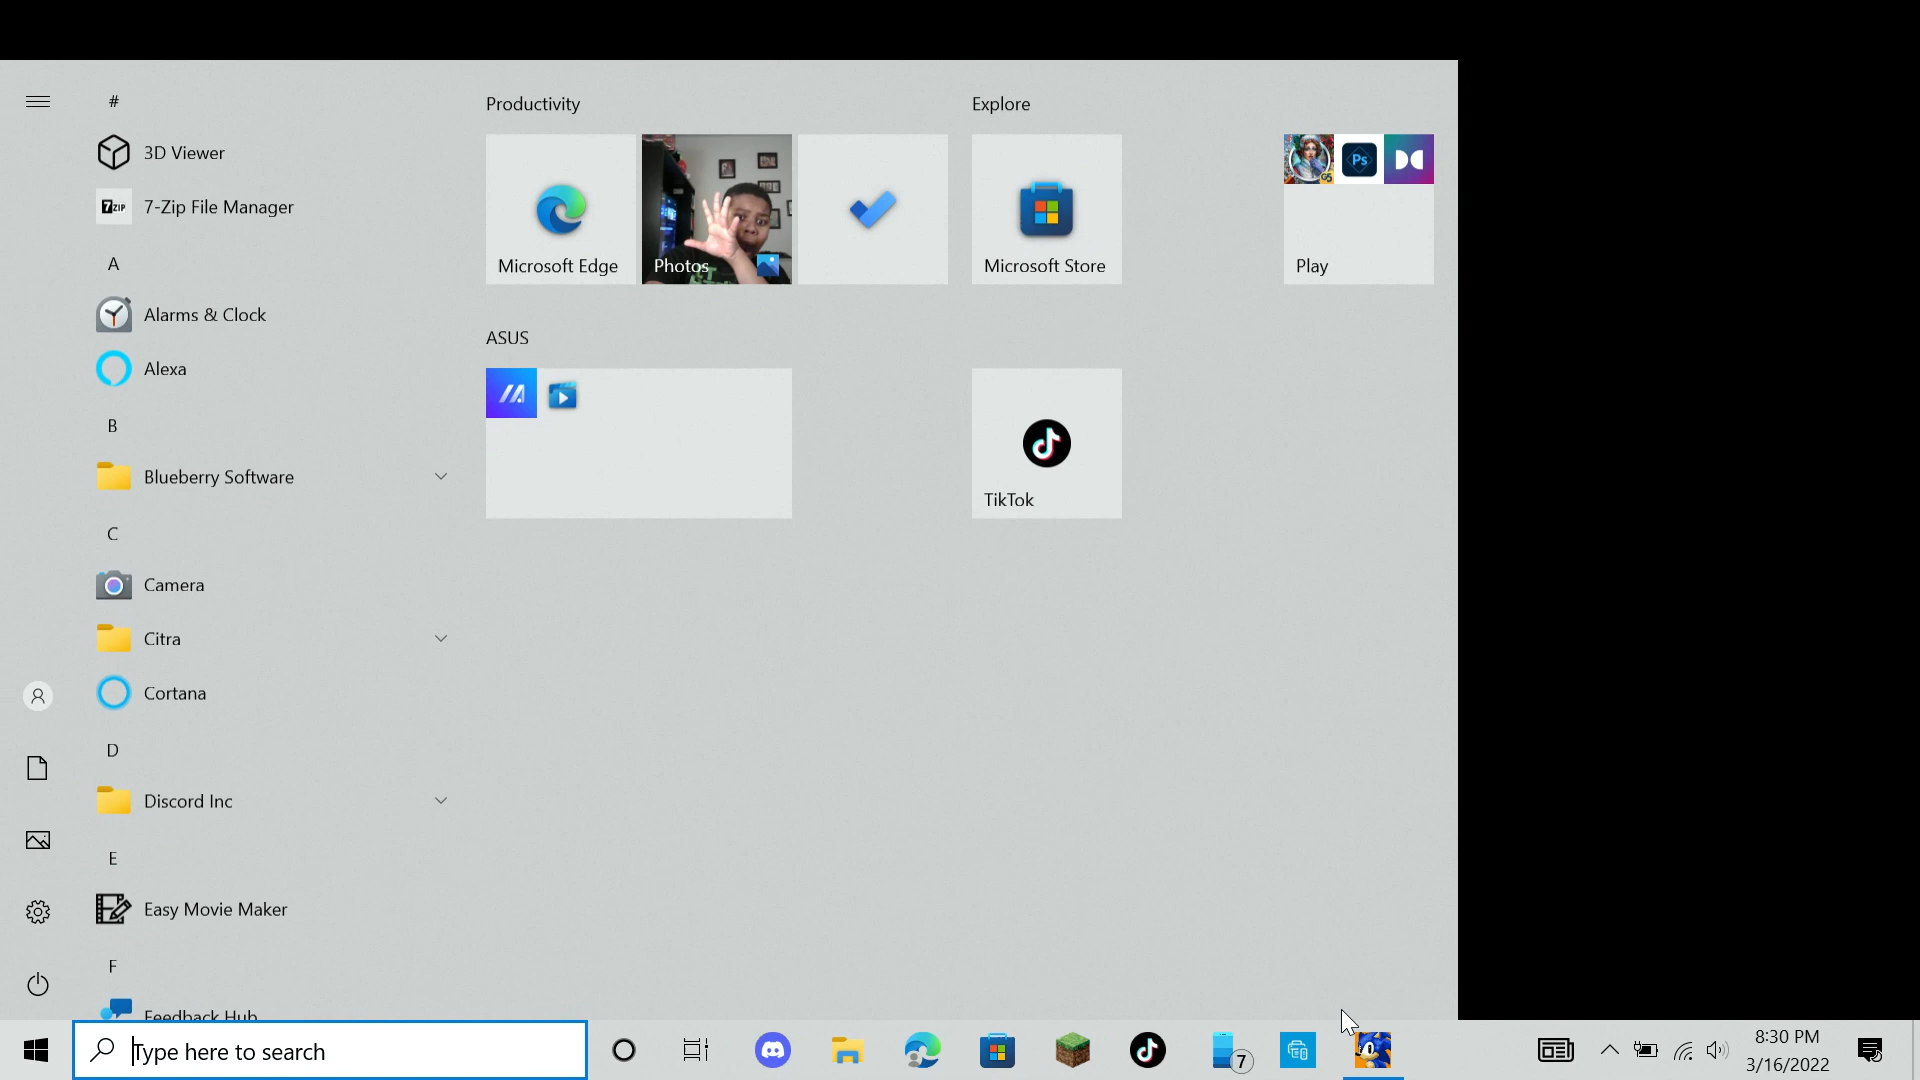 #
3D Viewer
7ZIP
7-Zip File Manager
A
Alarms & Clock
Alexa
B
Blueberry Software
C
Camera
Citra
Cortana
D
Discord Inc
E
Easy Movie Maker
F
Feedback Hub
Productivity
Microsoft Edge
Photos
Explore
Microsoft Store
Ps
Play
ASUS
TikTok
Type here to search
7
8:30 PM
3/16/2022